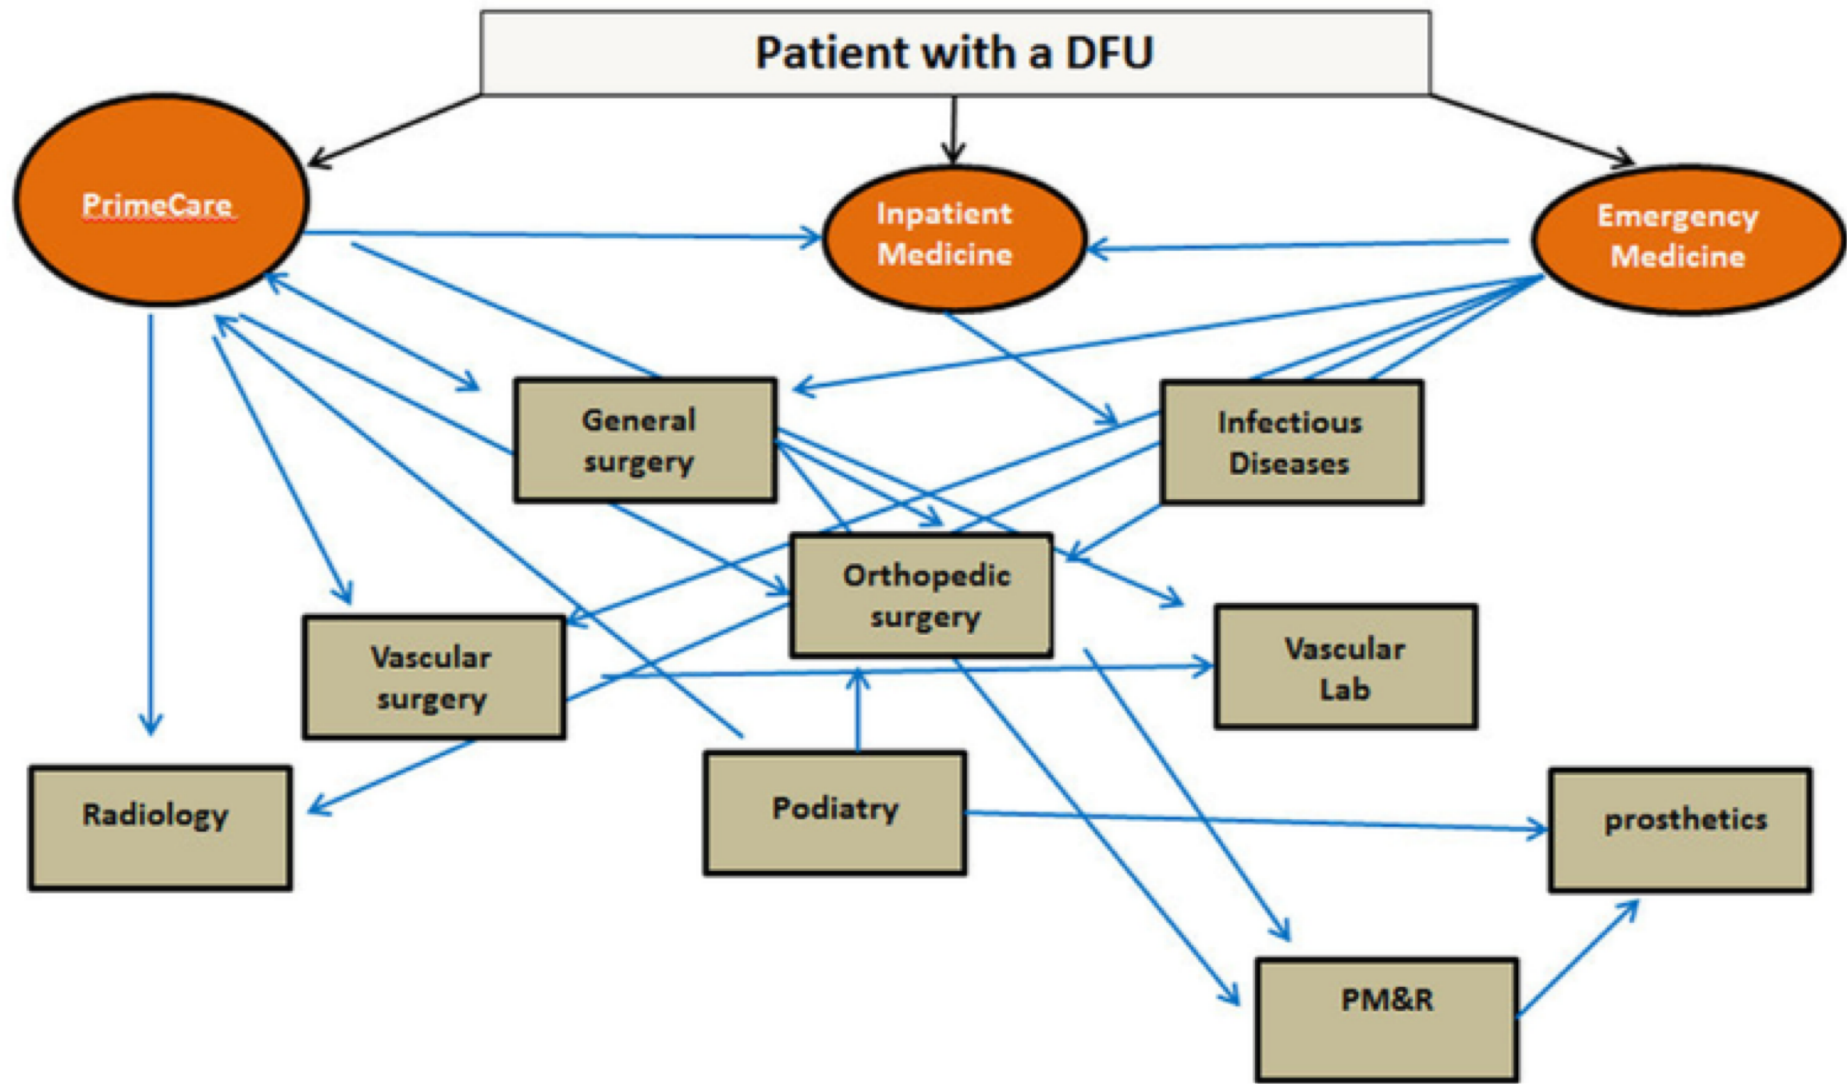 Patient with a DFU
PrimeCare
Inpatient
Medicine
Emergency
Medicine
General
surgery
Infectious
Diseases
Orthopedic
surgery
Vascular
surgery
Vascular
Lab
Radiology
Podiatry
prosthetics
PM&R